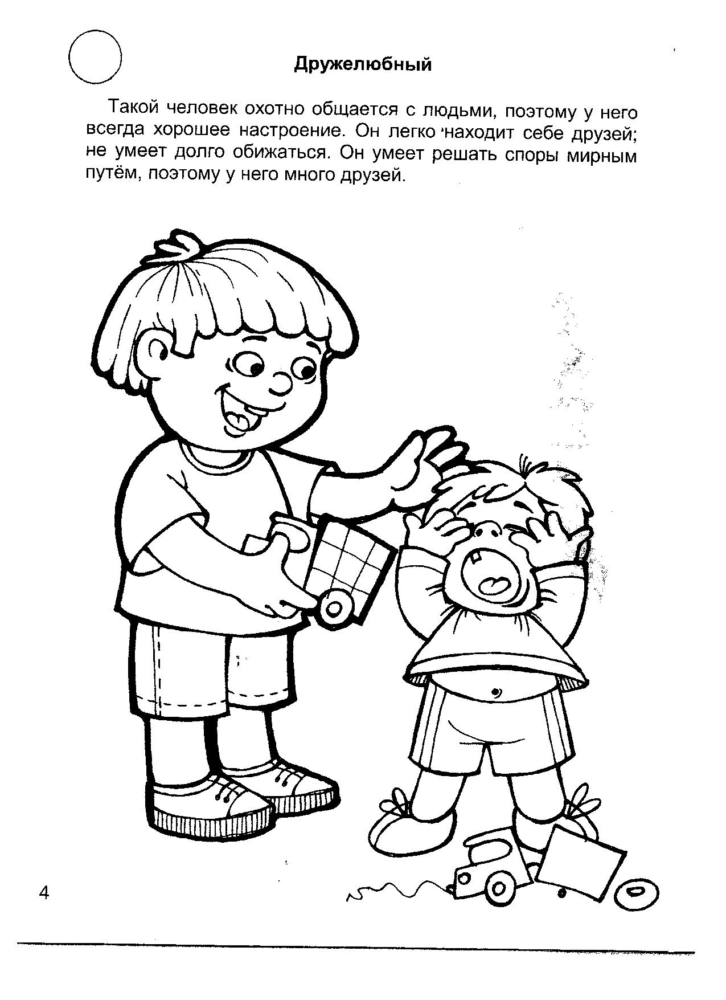 Дружелюбный
Такой человек охотно общается с людьми, поэтому у него
всегда хорошее настроение. Он легко находит себе друзей;
не умеет долго обижаться. Он умеет решать споры мирным
путём, поэтому у него много друзей.
4